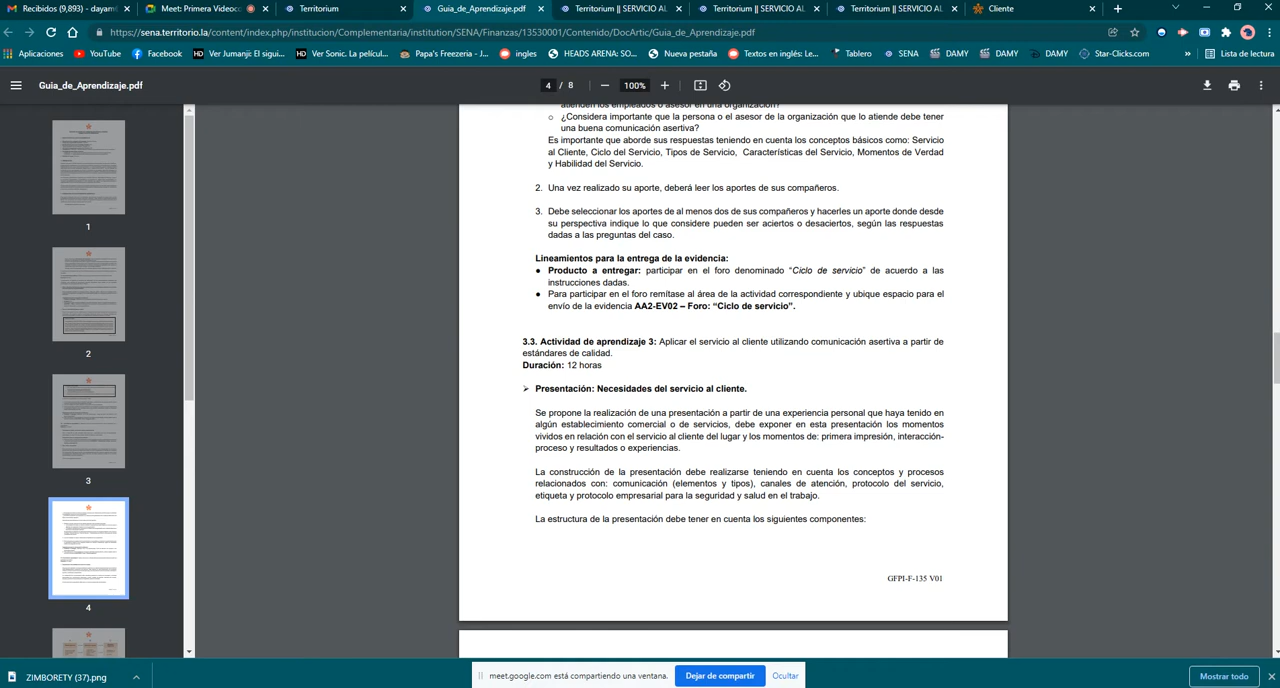 Recibidos (9,893) - dayam
Meet: Primera Videoco
Territorium
Guia_de_Aprendizaje.pdf
Territorium || SERVICIO AL
Territorium || SERVICIO AL
Territorium || SERVICIO AL
Cliente
https://sena.territorio.la/content/index.php/institucion/Complementaria/institution/SENA/Finanzas/13530001/Contenido/DocArtic/Guia_de_Aprendizaje.pdf
Aplicaciones
YouTube
Facebook
Ver Jumanji: El sigui...
Ver Sonic. La películ...
Papa's Freezeria - J...
ingles
HEADS ARENA: SO...
Nueva pestaña
Textos en inglés: Le...
Tablero
SENA
DAMY
DAMY
DAMY
Star-Clicks.com
»
Lista de lectura
Guia_de_Aprendizaje.pdf
4 / 8
100%
1
2
3
4
atienden los empleados o asesor en una organización?
o ¿Considera importante que la persona o el asesor de la organización que lo atiende debe tener
una buena comunicación asertiva?
Es importante que aborde sus respuestas teniendo en cuenta los conceptos básicos como: Servicio
al Cliente, Ciclo del Servicio, Tipos de Servicio, Características del Servicio, Momentos de Verdad
y Habilidad del Servicio.
2. Una vez realizado su aporte, deberá leer los aportes de sus compañeros.
3. Debe seleccionar los aportes de al menos dos de sus compañeros y hacerles un aporte donde desde
su perspectiva indique lo que considere pueden ser aciertos o desaciertos, según las respuestas
dadas a las preguntas del caso.
Lineamientos para la entrega de la evidencia:
● Producto a entregar: participar en el foro denominado “Ciclo de servicio” de acuerdo a las
instrucciones dadas.
● Para participar en el foro remítase al área de la actividad correspondiente y ubique espacio para el
envío de la evidencia AA2-EV02 – Foro: “Ciclo de servicio”.
3.3. Actividad de aprendizaje 3: Aplicar el servicio al cliente utilizando comunicación asertiva a partir de
estándares de calidad.
Duración: 12 horas
➢ Presentación: Necesidades del servicio al cliente.
Se propone la realización de una presentación a partir de una experiencia personal que haya tenido en
algún establecimiento comercial o de servicios, debe exponer en esta presentación los momentos
vividos en relación con el servicio al cliente del lugar y los momentos de: primera impresión, interacción-
proceso y resultados o experiencias.
La construcción de la presentación debe realizarse teniendo en cuenta los conceptos y procesos
relacionados con: comunicación (elementos y tipos), canales de atención, protocolo del servicio,
etiqueta y protocolo empresarial para la seguridad y salud en el trabajo.
La estructura de la presentación debe tener en cuenta los siguientes componentes:
GFPI-F-135 V01
ZIMBORETY (37).png
meet.google.com está compartiendo una ventana.
Dejar de compartir
Ocultar
Mostrar todo